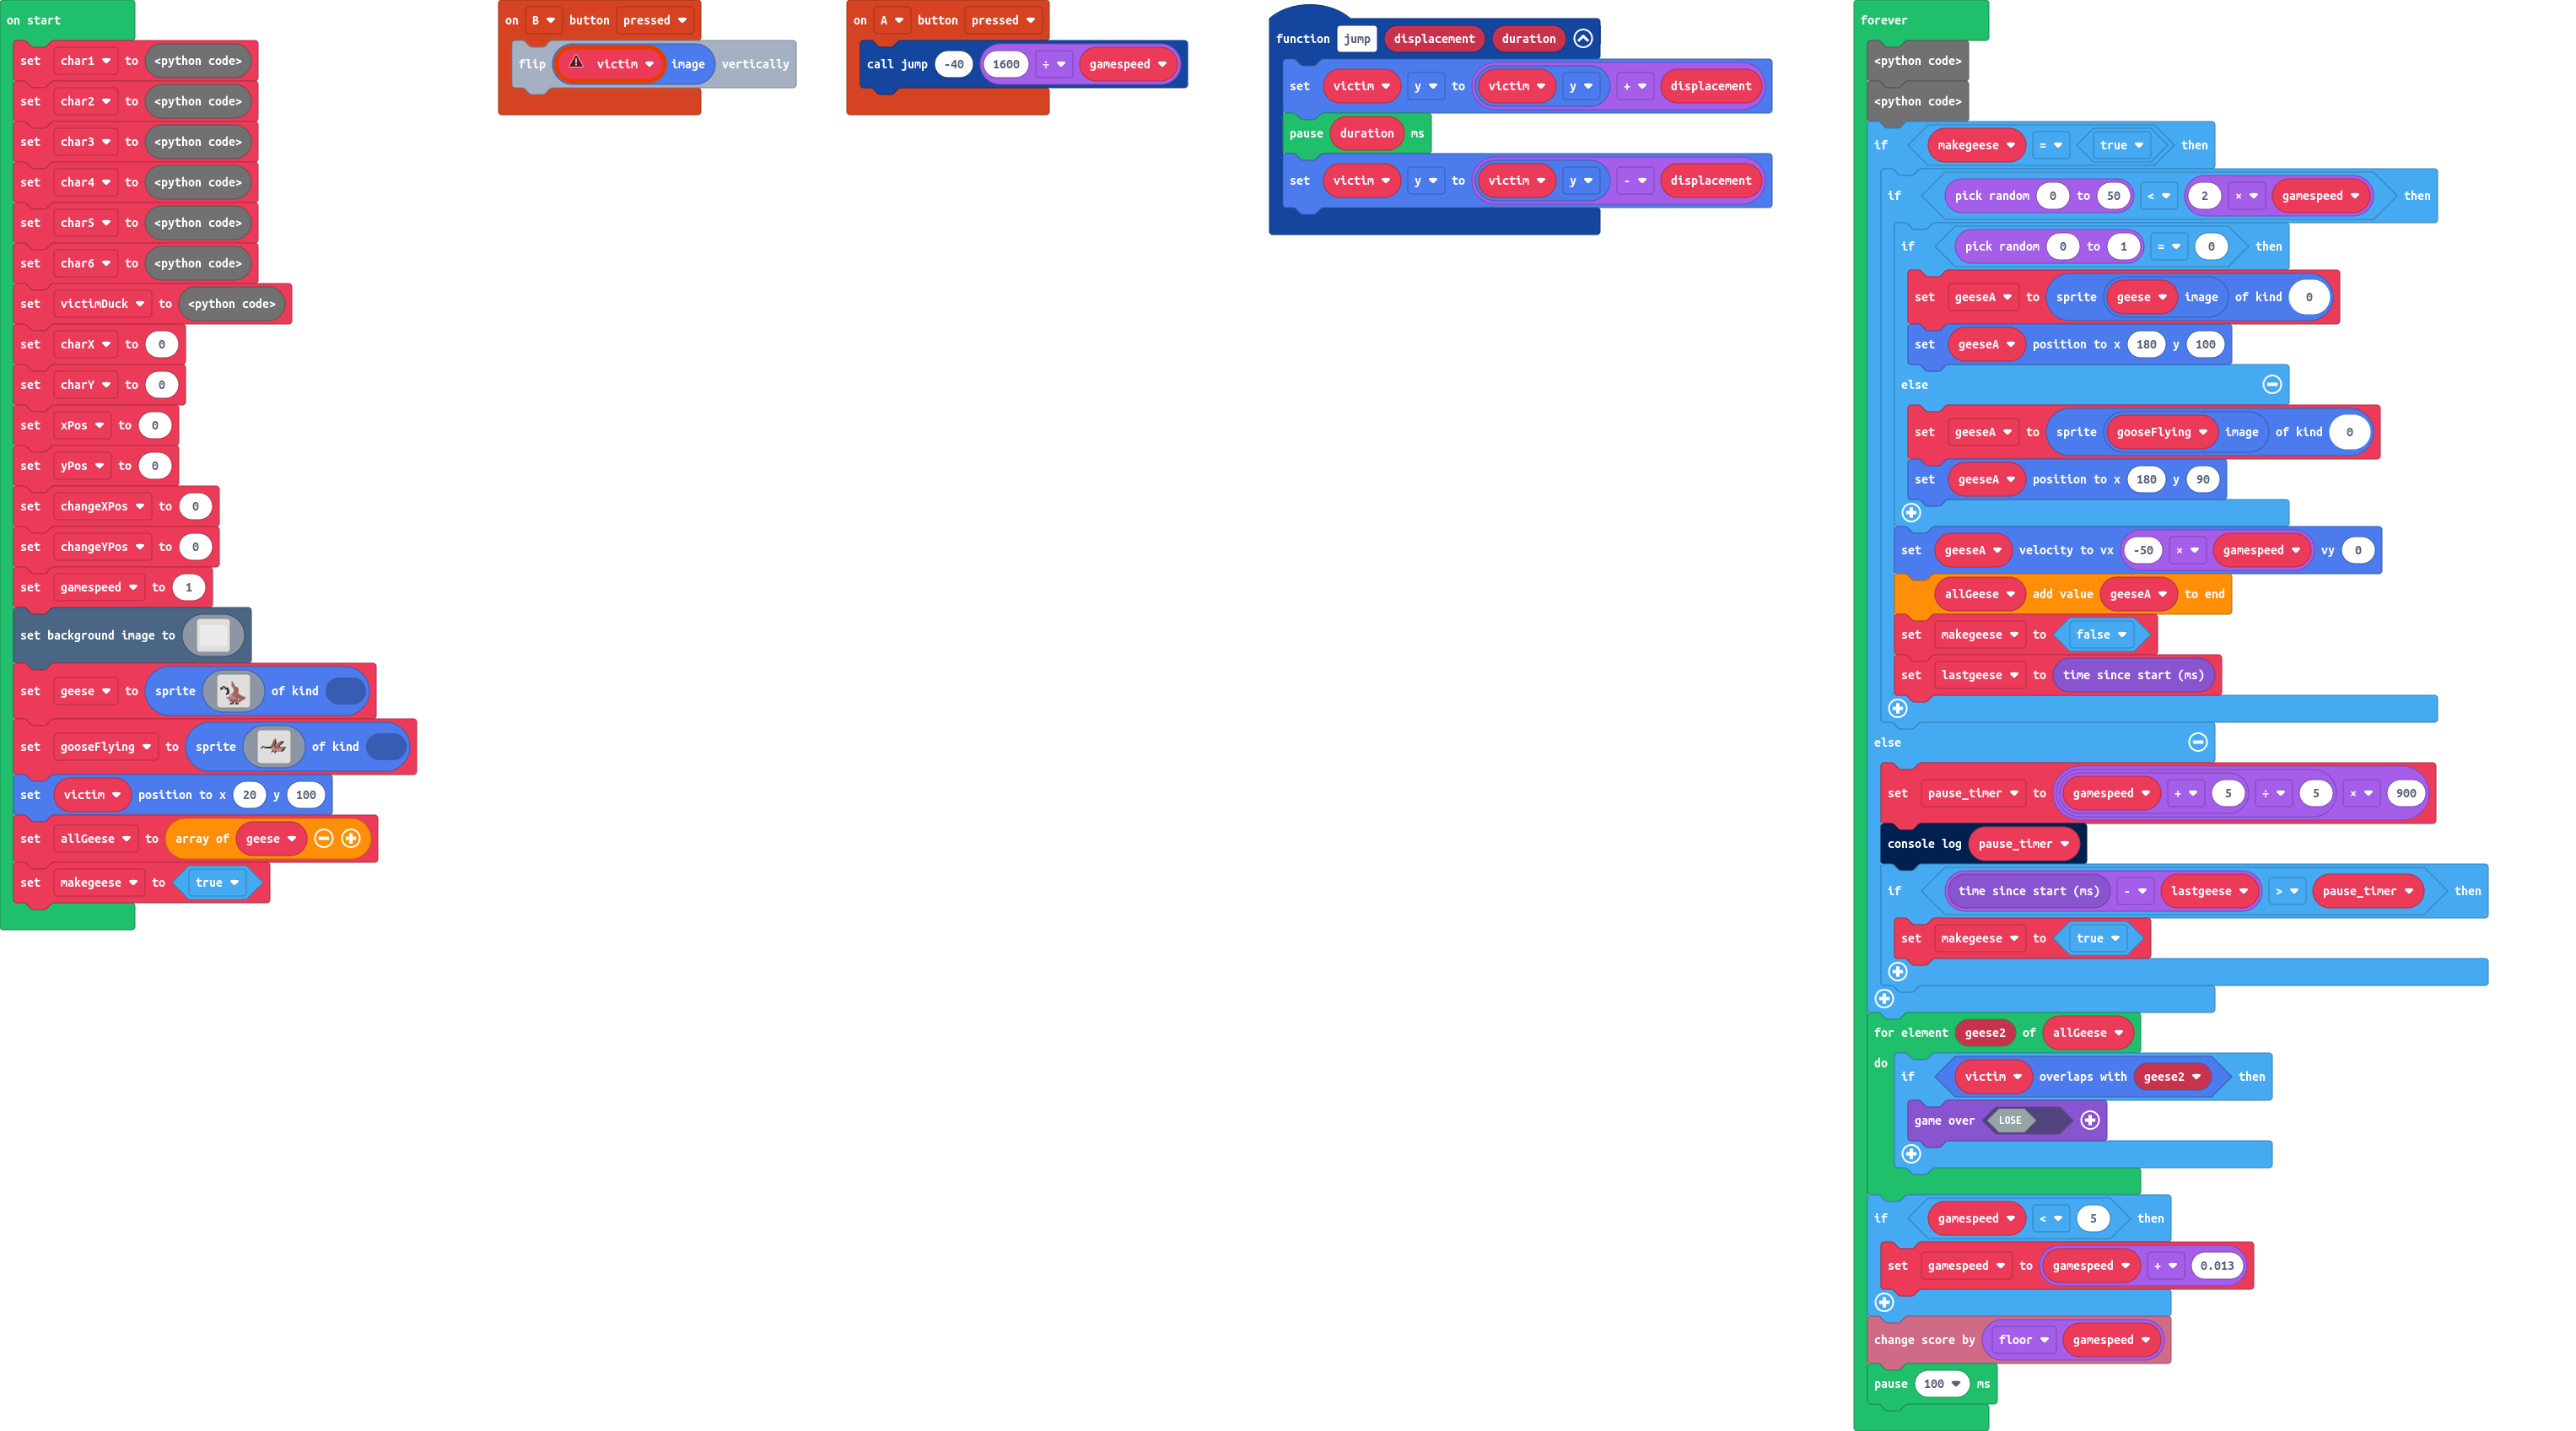 on start
set char1 to <python code>
set char2 to <python code>
set char3 to <python code>
set char4 to <python code>
set char5 to <python code>
set char6 to <python code>
set victimDuck to <python code>
set charX to 0
set charY to 0
set xPos to 0
set yPos to 0
set changeXPos to 0
set changeYPos to 0
set gamespeed to 1
set background image to
set geese to sprite of kind
set gooseFlying to sprite of kind
set victim position to x 20 y 100
set allGeese to array of geese
set makegeese to true
on B button pressed
flip victim image vertically
on A button pressed
call jump -40 1600 ÷ gamespeed
function jump displacement duration
set victim y to victim y + displacement
pause duration ms
set victim y to victim y - displacement
forever
<python code>
<python code>
if makegeese = true then
if pick random 0 to 50 < 2 × gamespeed then
if pick random 0 to 1 = 0 then
set geeseA to sprite geese image of kind 0
set geeseA position to x 180 y 100
else
set geeseA to sprite gooseFlying image of kind 0
set geeseA position to x 180 y 90
set geeseA velocity to vx -50 × gamespeed vy 0
allGeese add value geeseA to end
set makegeese to false
set lastgeese to time since start (ms)
else
set pause_timer to gamespeed + 5 ÷ 5 × 900
console log pause_timer
if time since start (ms) - lastgeese > pause_timer then
set makegeese to true
for element geese2 of allGeese
do
if victim overlaps with geese2 then
game over LOSE
if gamespeed < 5 then
set gamespeed to gamespeed + 0.013
change score by floor gamespeed
pause 100 ms